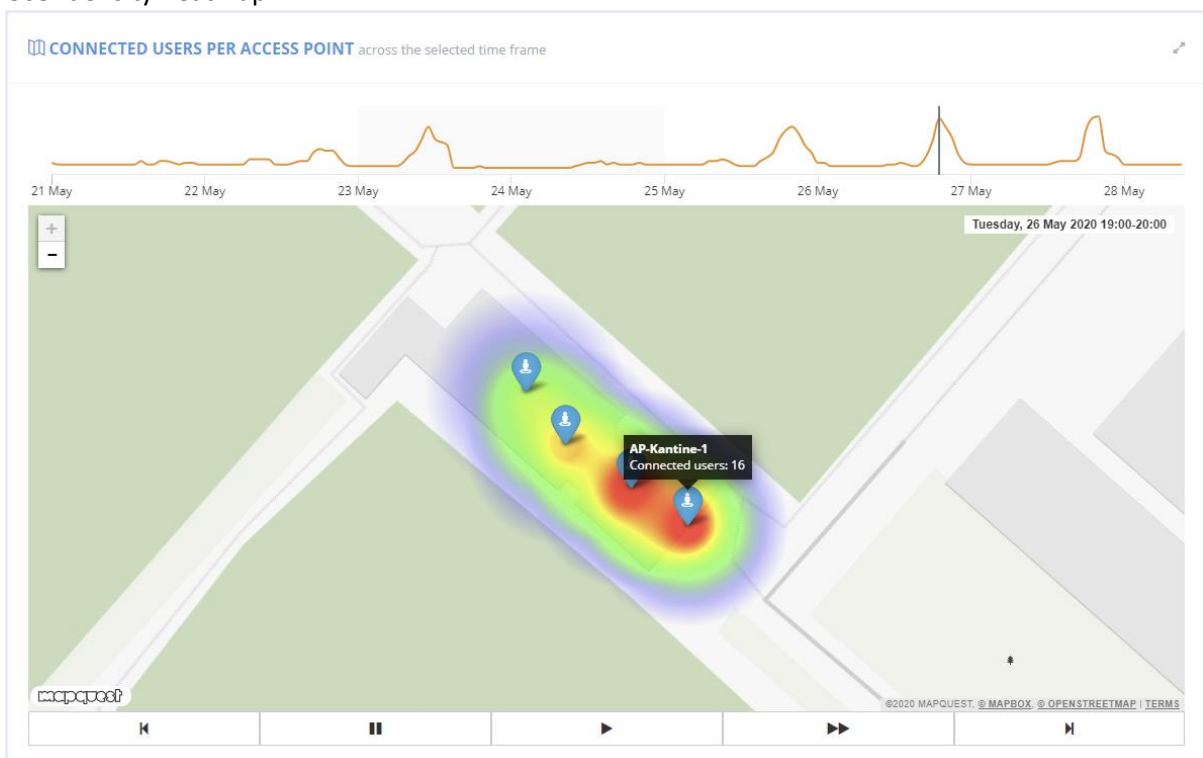 CONNECTED USERS PER ACCESS POINT across the selected time frame
21 May 22 May 23 May 24 May 25 May 26 May 27 May 28 May
+
Tuesday, 26 May 2020 19:00-20:00
-
AP-Kantine-1
Connected users: 16
mapquest
©2020 MAPQUEST, © MAPBOX, © OPENSTREETMAP | TERMS